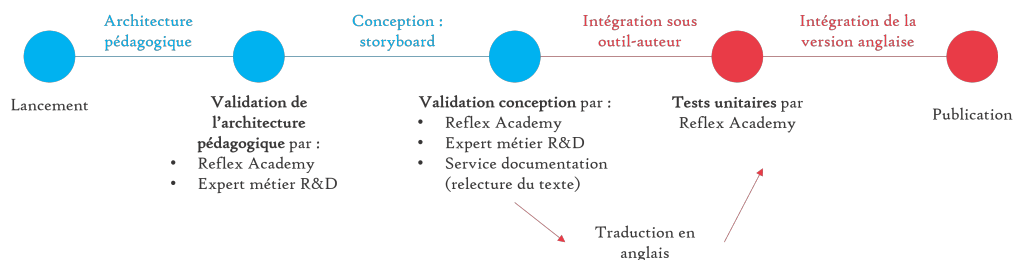 Architecture
pédagogique
Conception :
storyboard
Intégration sous
outil-auteur
Intégration de la
version anglaise
Lancement
Validation de
l'architecture
pédagogique par :
• Reflex Academy
• Expert métier R&D
Validation conception par :
• Reflex Academy
• Expert métier R&D
• Service documentation
(relecture du texte)
Tests unitaires par
Reflex Academy
Publication
Traduction en
anglais